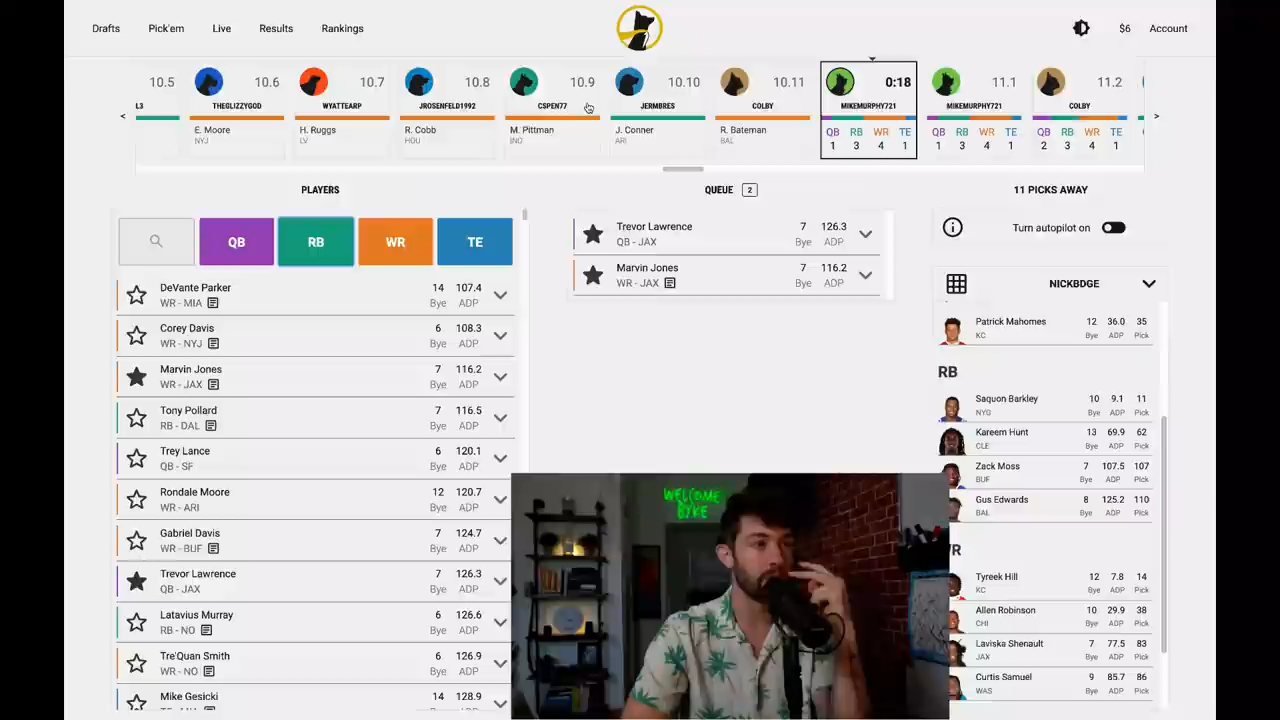 Drafts Pick'em Live Results Rankings $6 Account
10.5 10.6 10.7 10.8 10.9 10.10 10.11 0:18 11.1 11.2
L3 THEGLIZZYGOD WYATTEARP JROSENFELD1992 CSPEN77 JERMBRES COLBY MIKEMURPHY721 MIKEMURPHY721 COLBY
< E. Moore H. Ruggs R. Cobb M. Pittman J. Conner R. Bateman QB RB WR TE QB RB WR TE QB RB WR TE >
NYJ LV HOU IND ARI BAL 1 3 4 1 1 3 4 1 2 3 4 1
PLAYERS
QB RB WR TE
DeVante Parker 14 107.4
WR - MIA Bye ADP
Corey Davis 6 108.3
WR - NYJ Bye ADP
Marvin Jones 7 116.2
WR - JAX Bye ADP
Tony Pollard 7 116.5
RB - DAL Bye ADP
Trey Lance 6 120.1
QB - SF Bye ADP
Rondale Moore 12 120.7
WR - ARI Bye ADP
Gabriel Davis 7 124.7
WR - BUF Bye ADP
Trevor Lawrence 7 126.3
QB - JAX Bye ADP
Latavius Murray 6 126.6
RB - NO Bye ADP
Tre'Quan Smith 6 126.9
WR - NO Bye ADP
Mike Gesicki 14 128.9
QUEUE 2
Trevor Lawrence 7 126.3
QB - JAX Bye ADP
Marvin Jones 7 116.2
WR - JAX Bye ADP
WELCOME
BYKE
11 PICKS AWAY
Turn autopilot on
NICKBDGE
Patrick Mahomes 12 36.0 35
KC Bye ADP Pick
RB
Saquon Barkley 10 9.1 11
NYG Bye ADP Pick
Kareem Hunt 13 69.9 62
CLE Bye ADP Pick
Zack Moss 7 107.5 107
BUF Bye ADP Pick
Gus Edwards 8 125.2 110
BAL Bye ADP Pick
WR
Tyreek Hill 12 7.8 14
KC Bye ADP Pick
Allen Robinson 10 29.9 38
CHI Bye ADP Pick
Laviska Shenault 7 77.5 83
JAX Bye ADP Pick
Curtis Samuel 9 85.7 86
WAS Bye ADP Pick